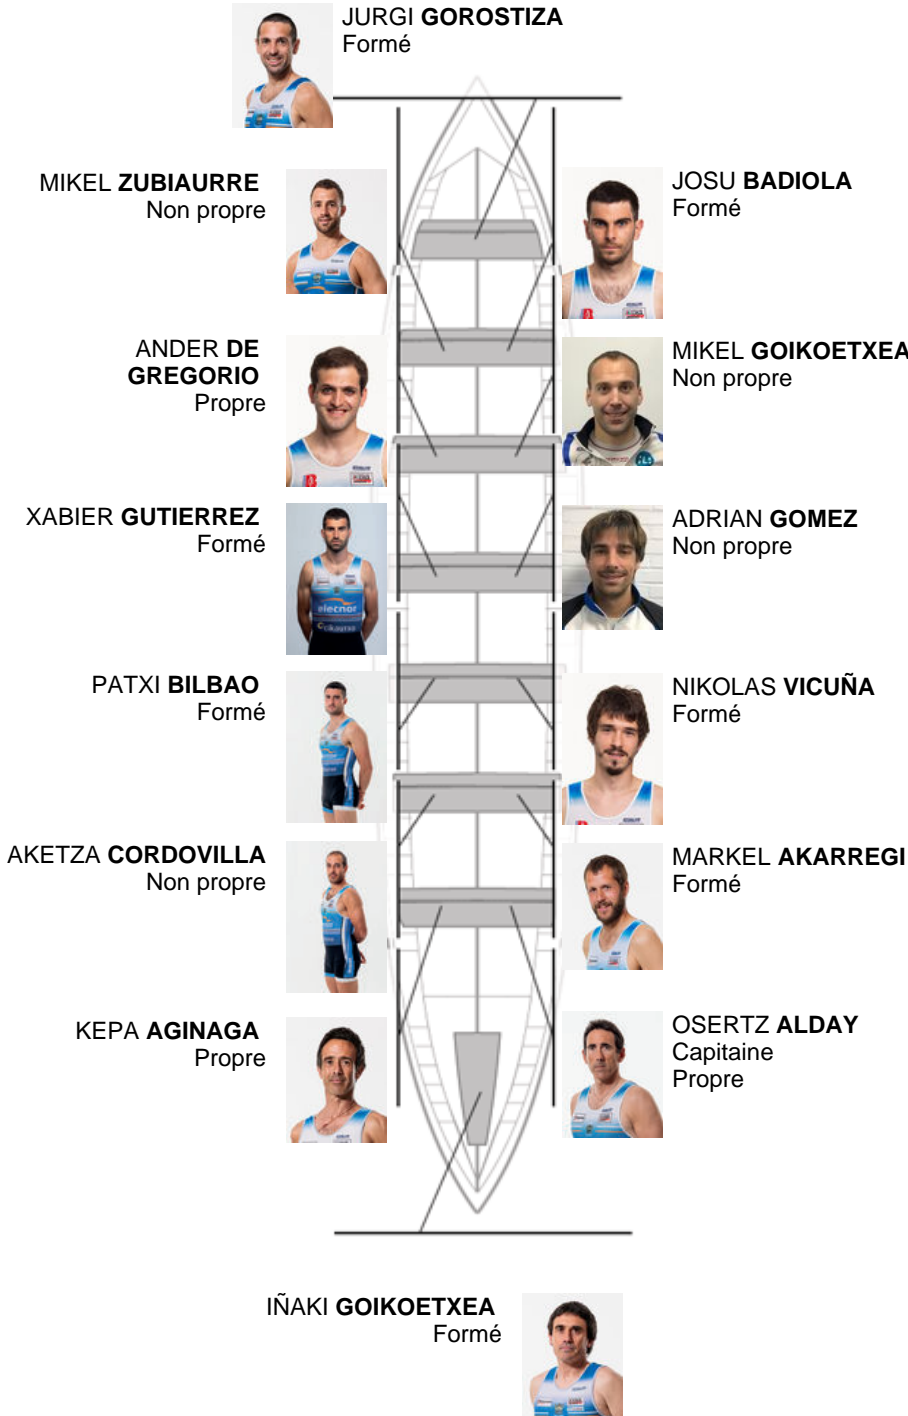 JURGI GOROSTIZA
Formé
MIKEL ZUBIAURRE
Non propre
JOSU BADIOLA
Formé
ANDER DE
GREGORIO
Propre
MIKEL GOIKOETXEA
Non propre
XABIER GUTIERREZ
Formé
elecnor
cikautxo
ADRIAN GOMEZ
Non propre
PATXI BILBAO
Formé
NIKOLAS VICUÑA
Formé
AKETZA CORDOVILLA
Non propre
MARKEL AKARREGI
Formé
KEPA AGINAGA
Propre
OSERTZ ALDAY
Capitaine
Propre
IÑAKI GOIKOETXEA
Formé